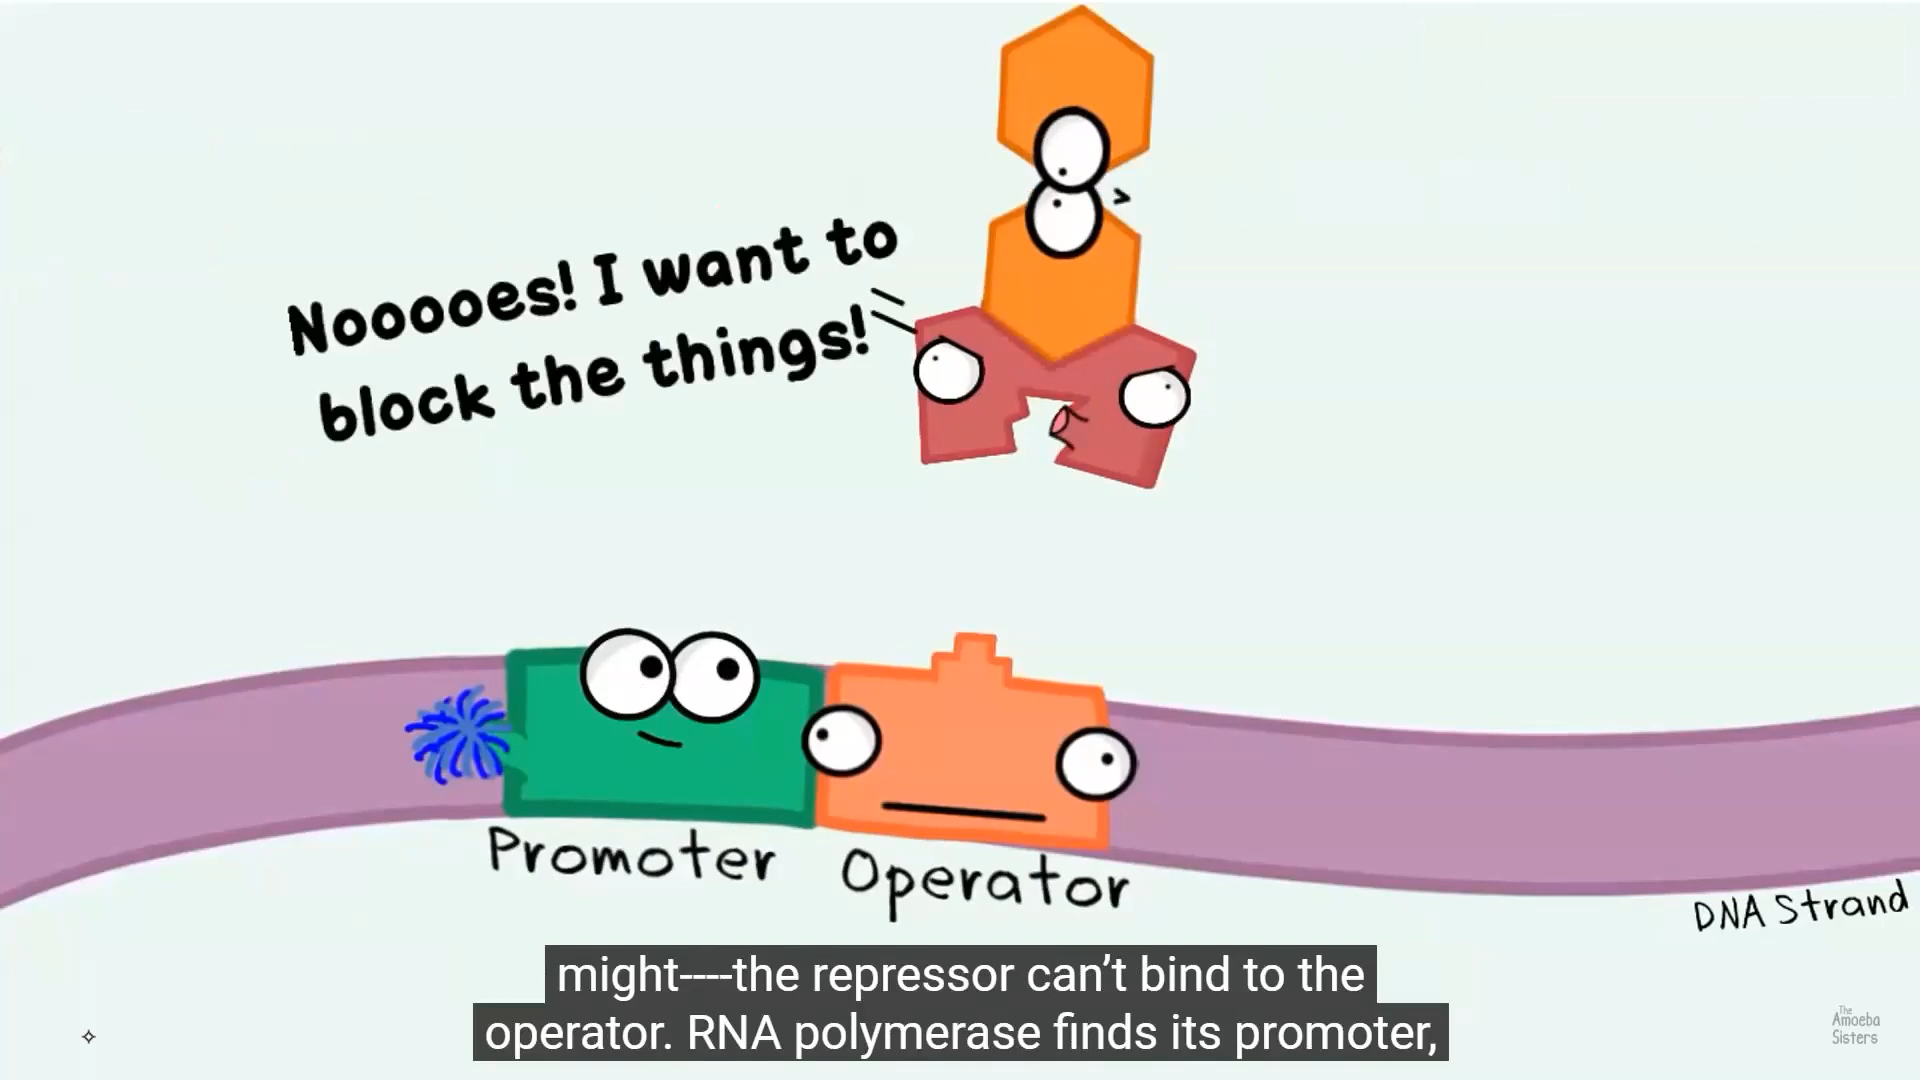 Nooooes! I want to
block the things!
Promoter
Operator
DNA Strand
might----the repressor can’t bind to the
operator. RNA polymerase finds its promoter,
The
Amoeba
Sisters